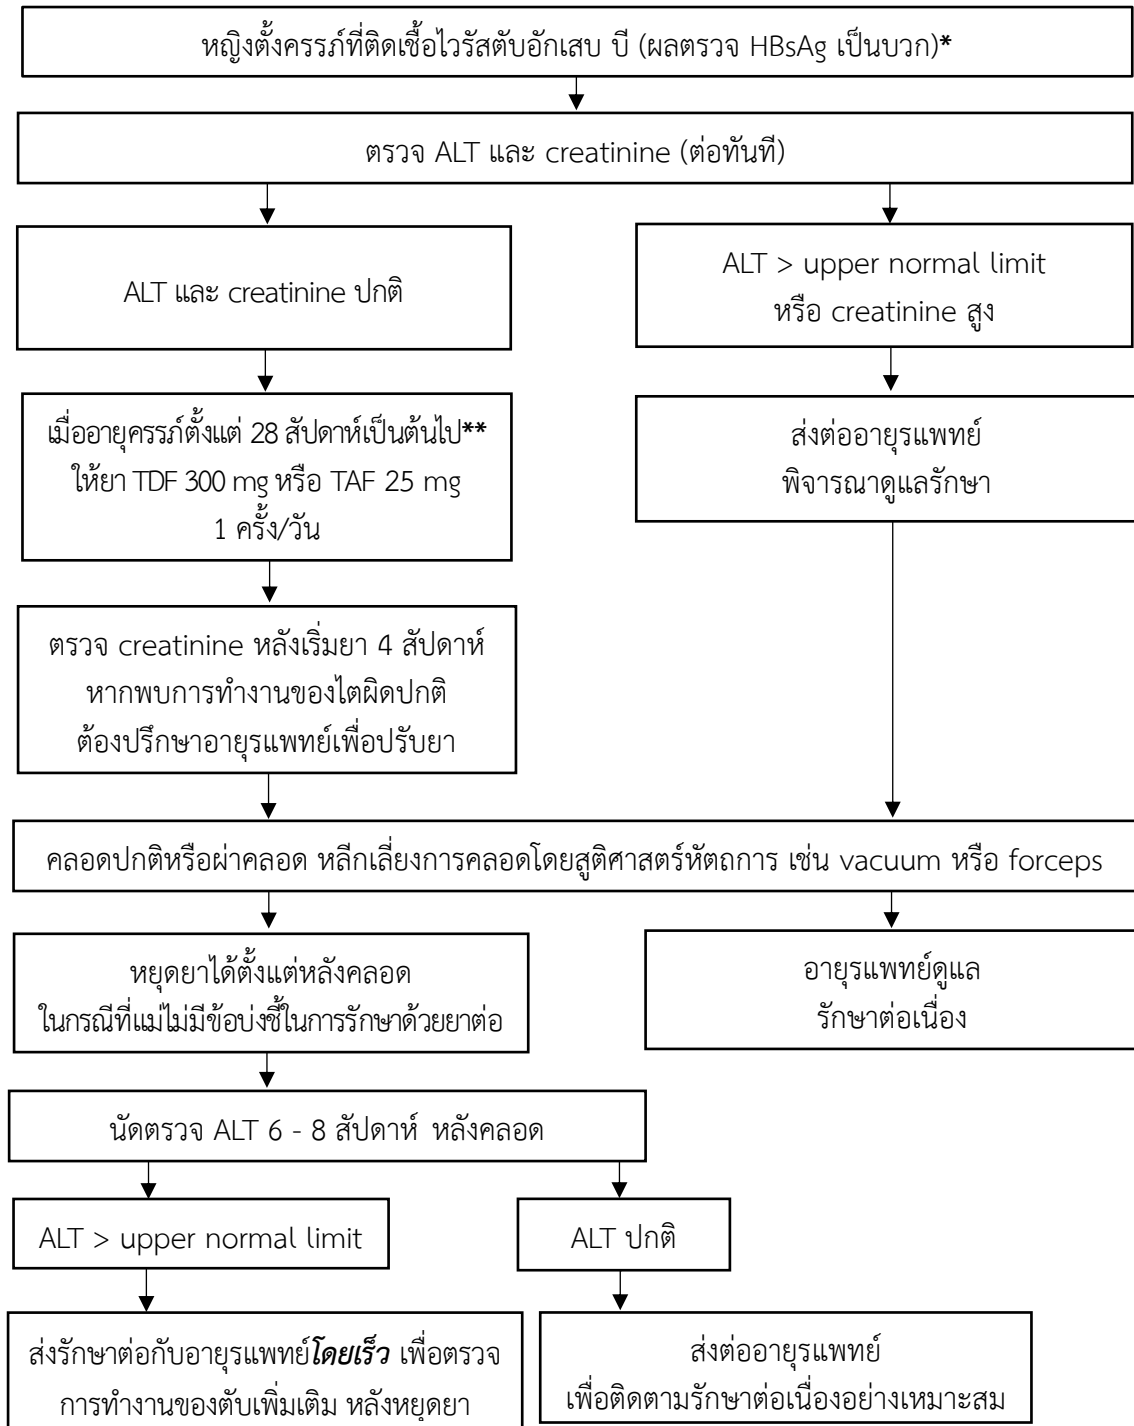 หญิงตั้งครรภ์ที่ติดเชื้อไวรัสตับอักเสบ บี (ผลตรวจ HBsAg เป็นบวก)*
ตรวจ ALT และ creatinine (ต่อทันที)
ALT และ creatinine ปกติ
ALT > upper normal limit
หรือ creatinine สูง
เมื่ออายุครรภ์ตั้งแต่ 28 สัปดาห์เป็นต้นไป**
ให้ยา TDF 300 mg หรือ TAF 25 mg
1 ครั้ง/วัน
ส่งต่ออายุรแพทย์
พิจารณาดูแลรักษา
ตรวจ creatinine หลังเริ่มยา 4 สัปดาห์
หากพบการทำงานของไตผิดปกติ
ต้องปรึกษาอายุรแพทย์เพื่อปรับยา
คลอดปกติหรือผ่าคลอด หลีกเลี่ยงการคลอดโดยสูติศาสตร์หัตถการ เช่น vacuum หรือ forceps
หยุดยาได้ตั้งแต่หลังคลอด
ในกรณีที่แม่ไม่มีข้อบ่งชี้ในการรักษาด้วยยาต่อ
อายุรแพทย์ดูแล
รักษาต่อเนื่อง
นัดตรวจ ALT 6 - 8 สัปดาห์ หลังคลอด
ALT > upper normal limit
ALT ปกติ
ส่งรักษาต่อกับอายุรแพทย์โดยเร็ว เพื่อตรวจ
การทำงานของตับเพิ่มเติม หลังหยุดยา
ส่งต่ออายุรแพทย์
เพื่อติดตามรักษาต่อเนื่องอย่างเหมาะสม